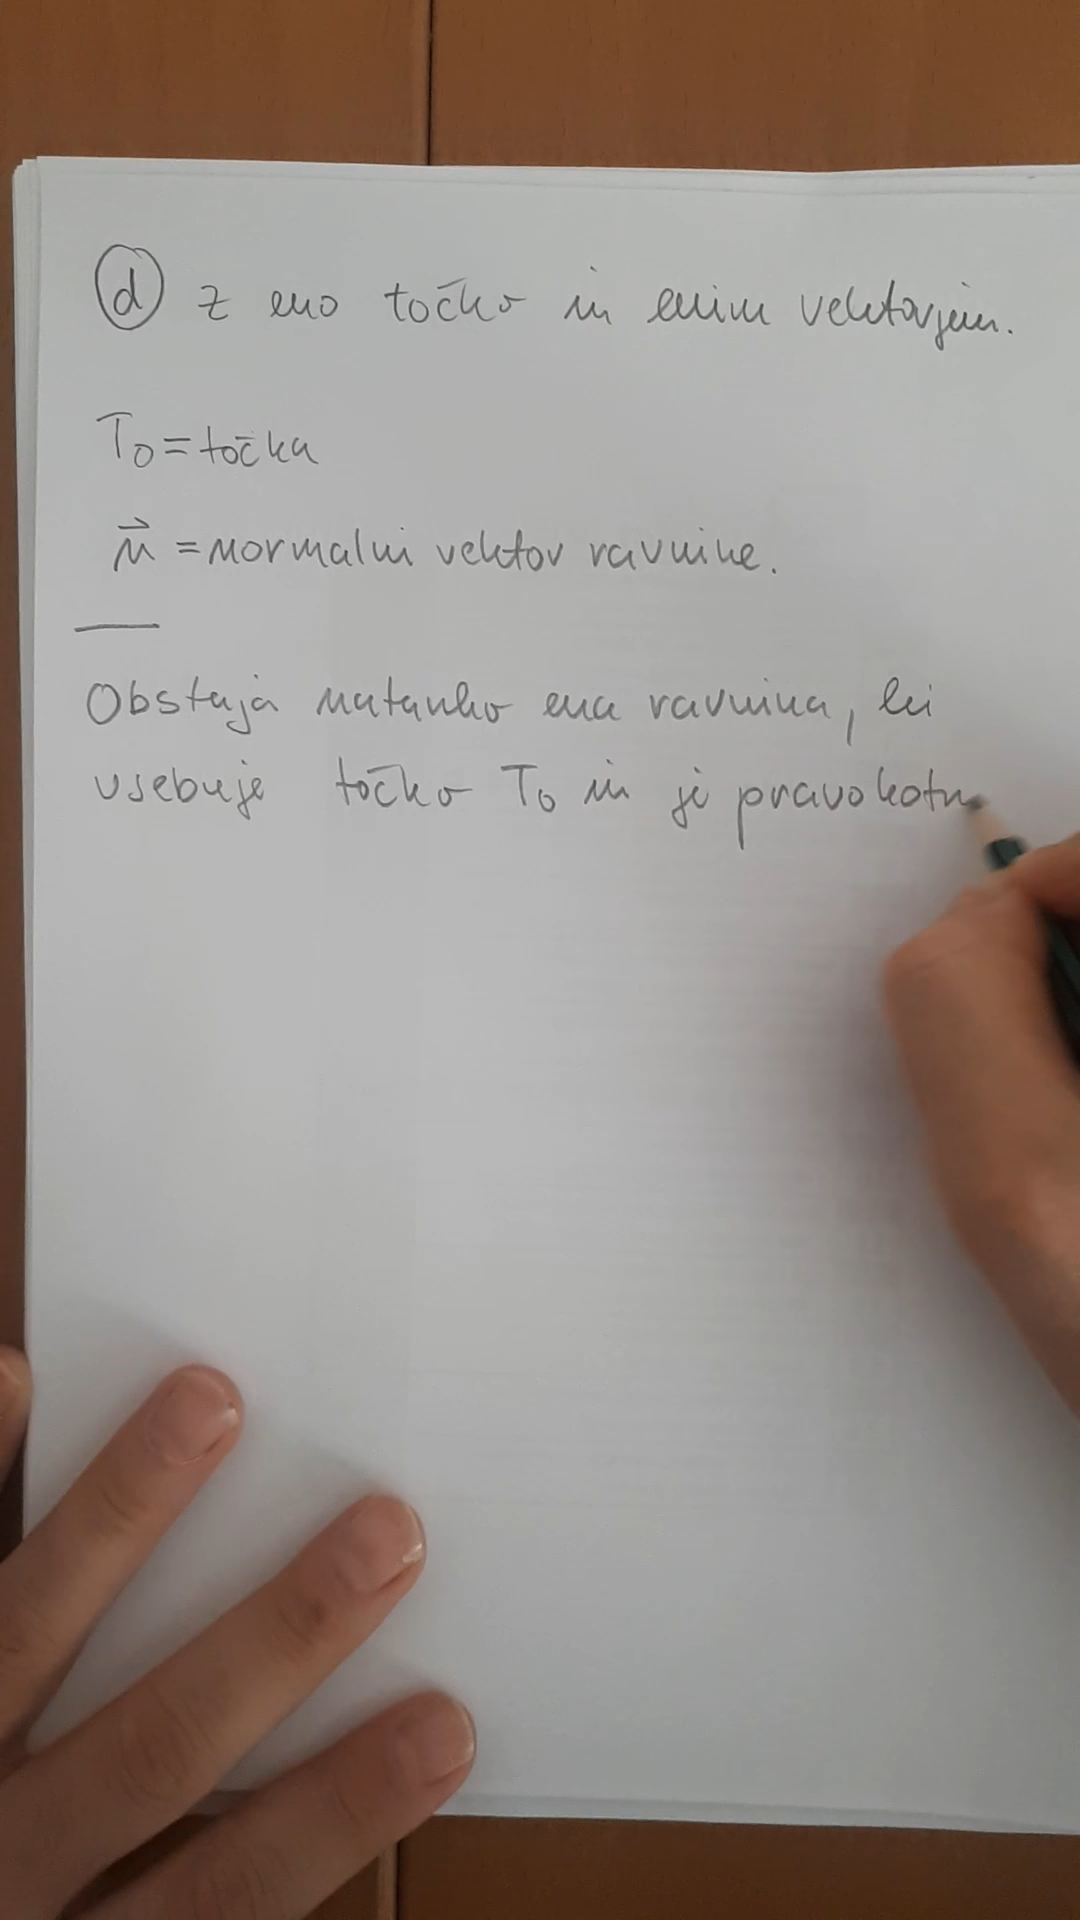 d z eno točko in enim vektorjem.
T₀ = točka
n⃗ = normalni vektor ravnine.
Obstaja natanko ena ravnina, ki
vsebuje točko T₀ in je pravokotna